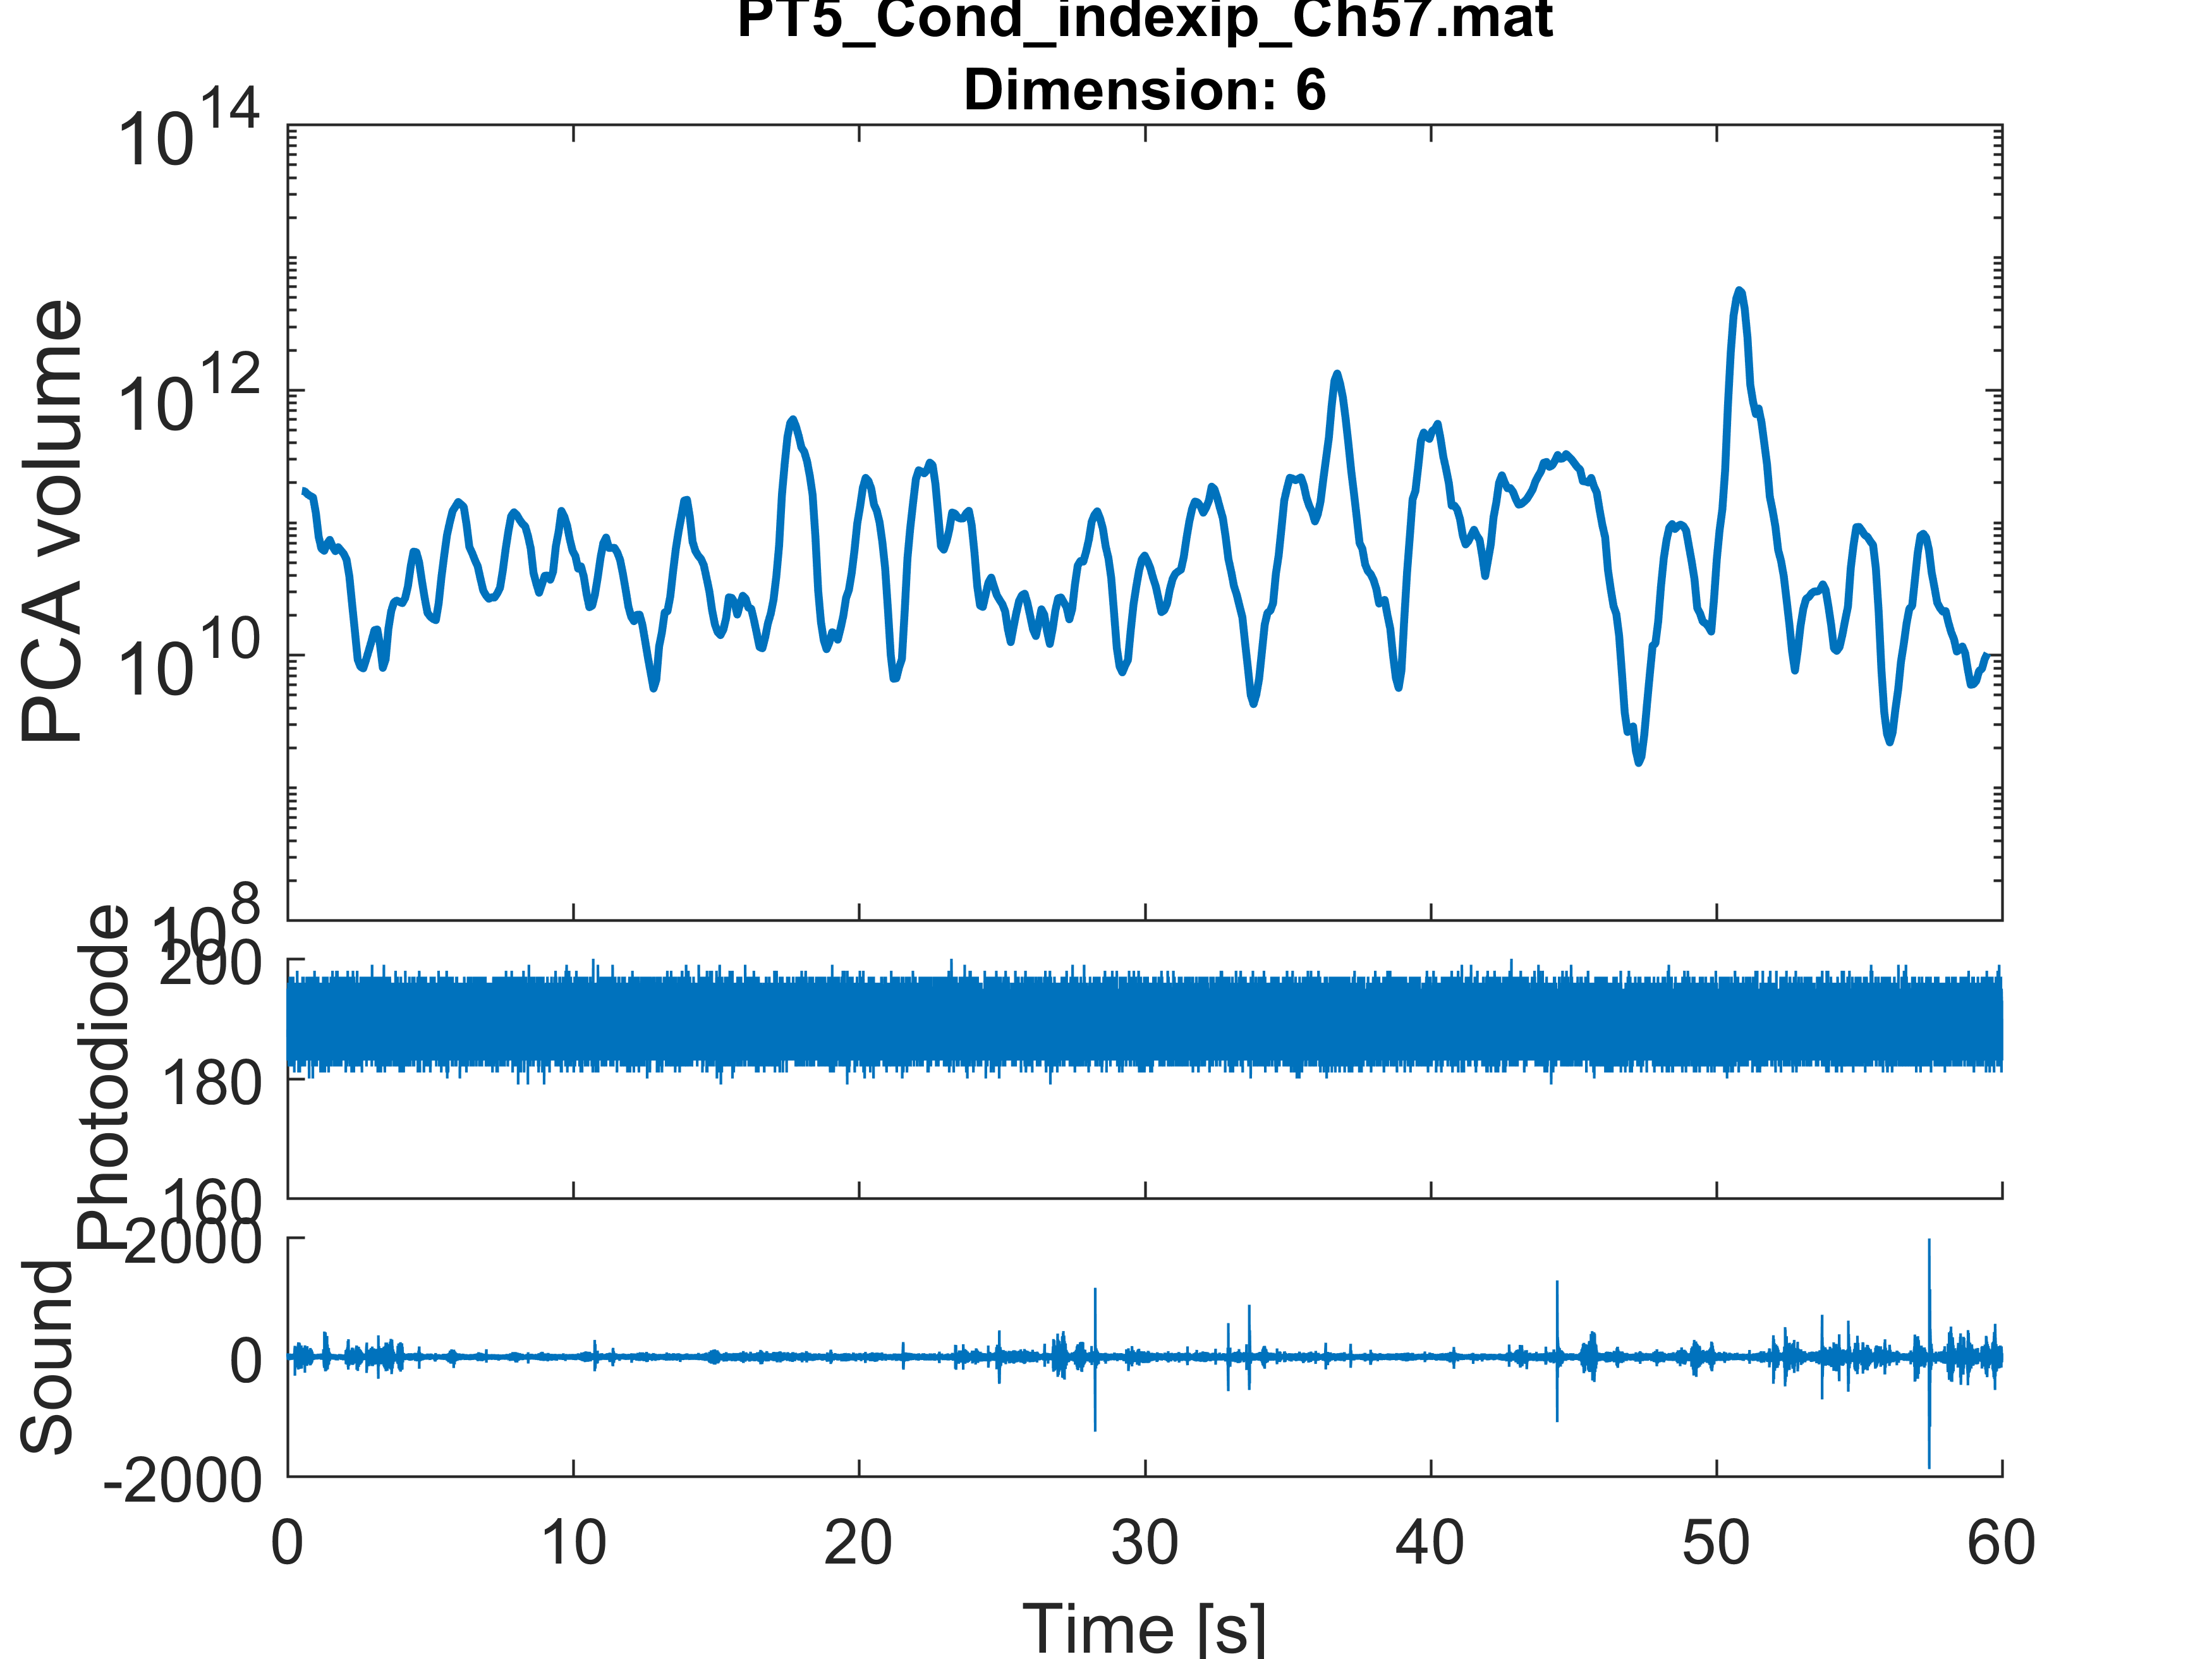 PT5_Cond_indexip_Ch57.mat
Dimension: 6
PCA volume
10^14
10^12
10^10
10^8
Photodiode
200
180
160
Sound
2000
0
-2000
0 10 20 30 40 50 60
Time [s]